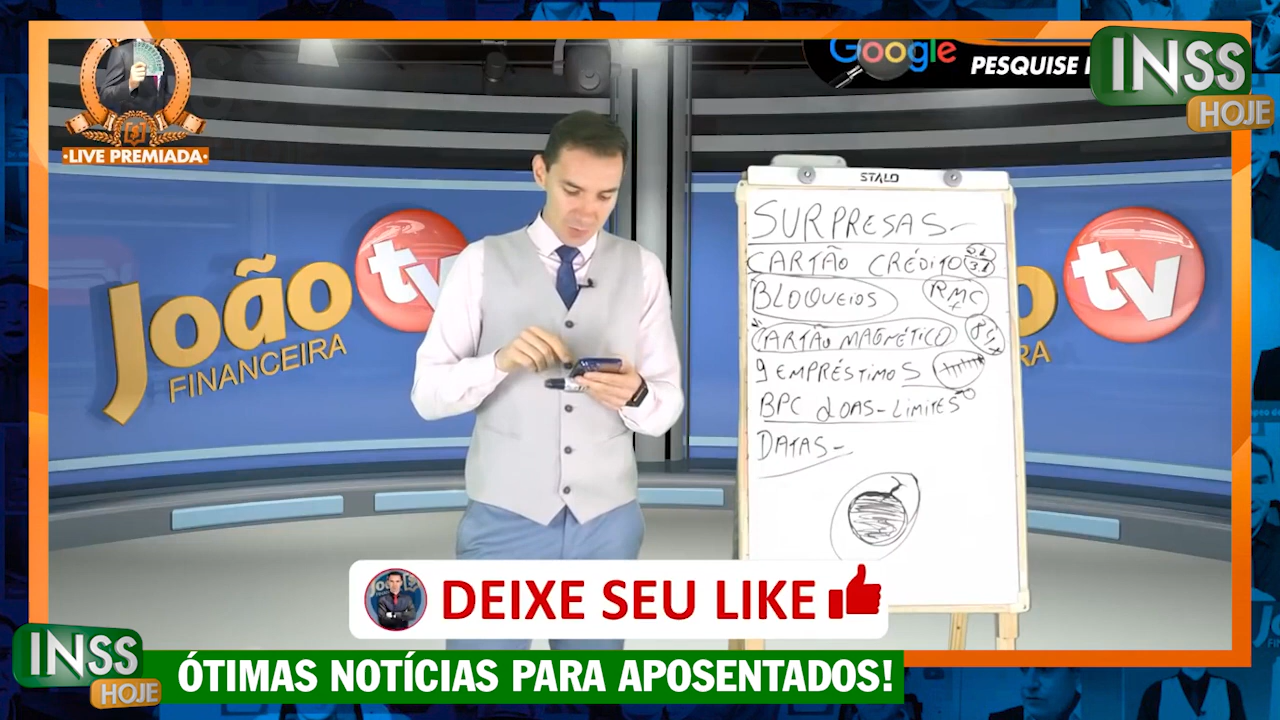 LIVE PREMIADA
Google
PESQUISE
INSS
HOJE
João
FINANCEIRA
tv
tv
STALO
SURPRESAS-
CARTÃO CRÉDITO
BLOQUEIOS
RMC
CARTÃO MAGNÉTICO
9 EMPRÉSTIMOS
BPC LOAS-LIMITES
DATAS-
DEIXE SEU LIKE
INSS
HOJE
ÓTIMAS NOTÍCIAS PARA APOSENTADOS!